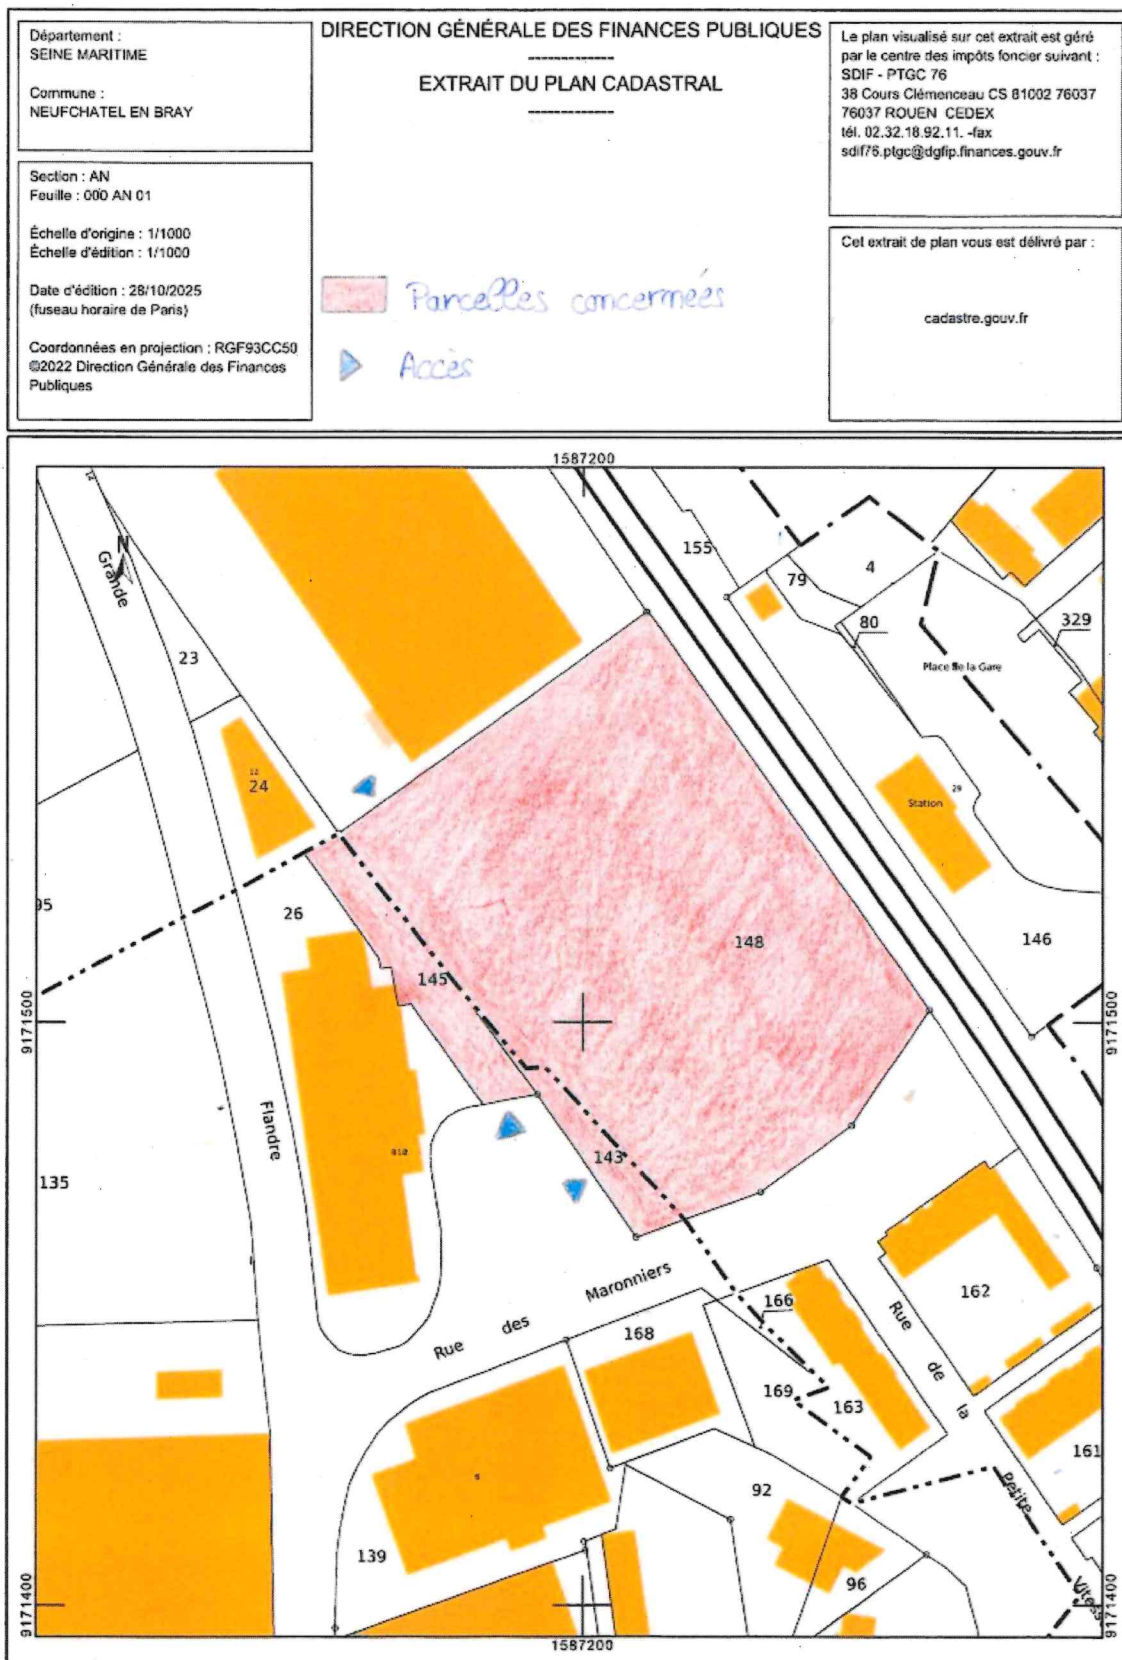 Département :
SEINE MARITIME
Commune :
NEUFCHATEL EN BRAY
Section : AN
Feuille : 000 AN 01
Échelle d'origine : 1/1000
Échelle d'édition : 1/1000
Date d'édition : 28/10/2025
(fuseau horaire de Paris)
Coordonnées en projection : RGF93CC50
©2022 Direction Générale des Finances
Publiques
DIRECTION GÉNÉRALE DES FINANCES PUBLIQUES
EXTRAIT DU PLAN CADASTRAL
Parcelles concernées
Accès
Le plan visualisé sur cet extrait est géré
par le centre des impôts foncier suivant :
SDIF - PTGC 76
38 Cours Clémenceau CS 81002 76037
76037 ROUEN CEDEX
tél. 02.32.18.92.11. -fax
sdif76.ptgc@dgfip.finances.gouv.fr
Cet extrait de plan vous est délivré par :
cadastre.gouv.fr
1587200
N
Grande
155
4
79
80
329
23
Place de la Gare
24
Station
29
95
26
148
146
145
9171500
9171500
Flandre
143
135
Maronniers
162
166
Rue des
168
Rue
de
la
169
163
161
92
Petite
139
96
9171400
9171400
1587200